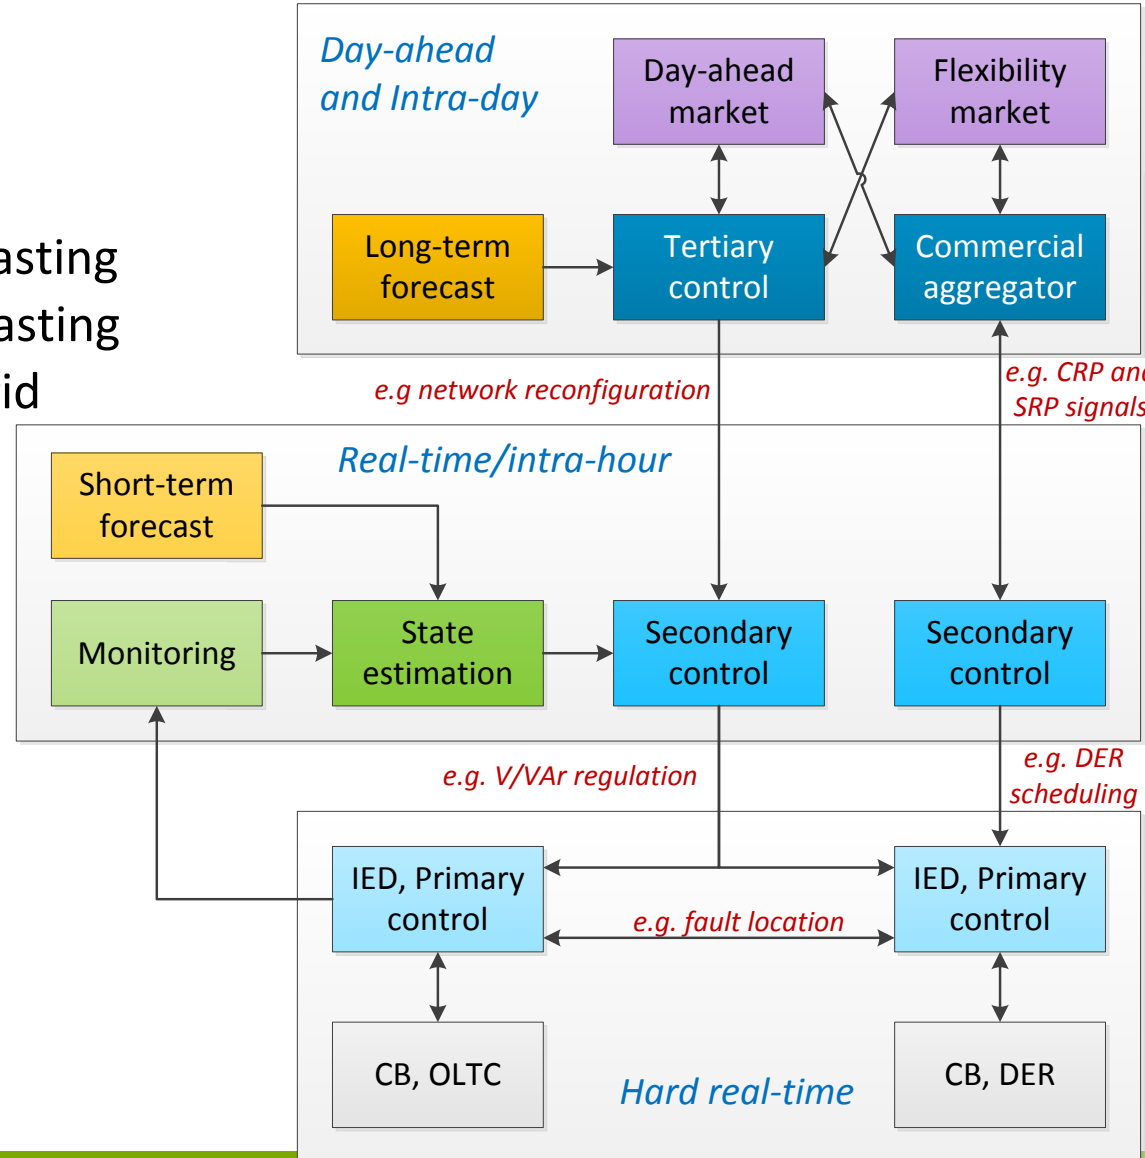 Day-ahead
and Intra-day
Day-ahead
market
Flexibility
market
Long-term
forecast
Tertiary
control
Commercial
aggregator
asting
asting
id
e.g network reconfiguration
e.g. CRP and
SRP signals
Real-time/intra-hour
Short-term
forecast
Monitoring
State
estimation
Secondary
control
Secondary
control
e.g. V/VAr regulation
e.g. DER
scheduling
IED, Primary
control
IED, Primary
control
e.g. fault location
CB, OLTC
CB, DER
Hard real-time